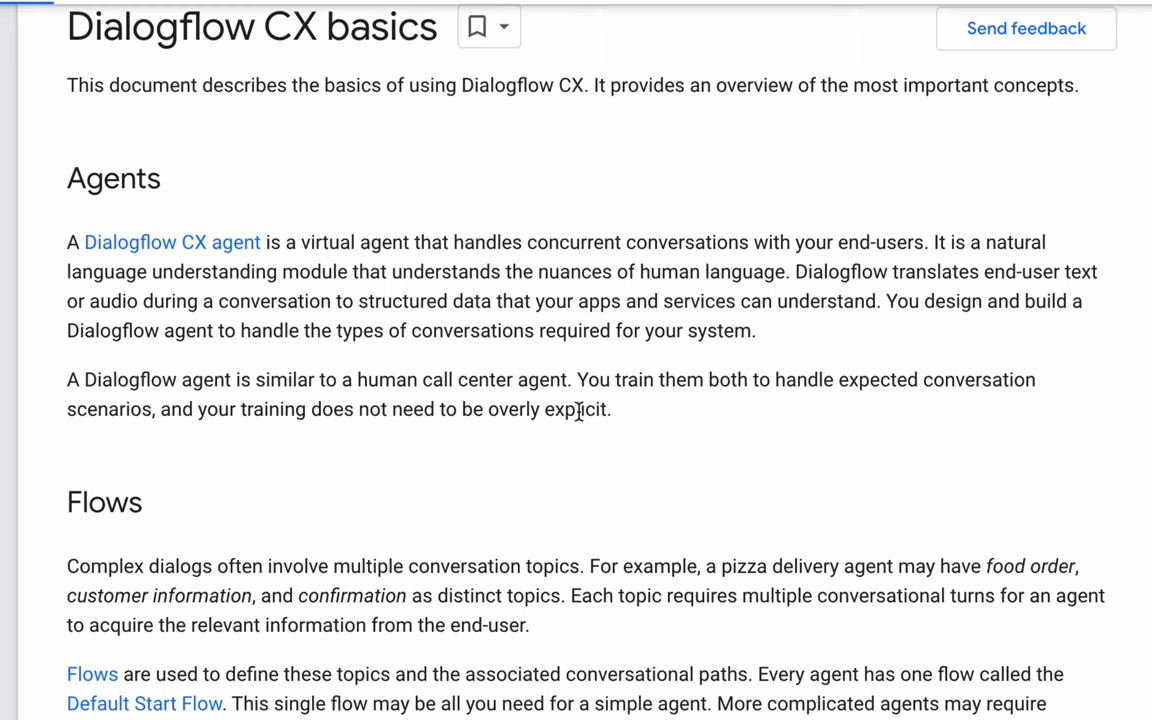 Dialogflow CX basics
Send feedback
This document describes the basics of using Dialogflow CX. It provides an overview of the most important concepts.
Agents
A Dialogflow CX agent is a virtual agent that handles concurrent conversations with your end-users. It is a natural
language understanding module that understands the nuances of human language. Dialogflow translates end-user text
or audio during a conversation to structured data that your apps and services can understand. You design and build a
Dialogflow agent to handle the types of conversations required for your system.
A Dialogflow agent is similar to a human call center agent. You train them both to handle expected conversation
scenarios, and your training does not need to be overly explicit.
Flows
Complex dialogs often involve multiple conversation topics. For example, a pizza delivery agent may have food order,
customer information, and confirmation as distinct topics. Each topic requires multiple conversational turns for an agent
to acquire the relevant information from the end-user.
Flows are used to define these topics and the associated conversational paths. Every agent has one flow called the
Default Start Flow. This single flow may be all you need for a simple agent. More complicated agents may require